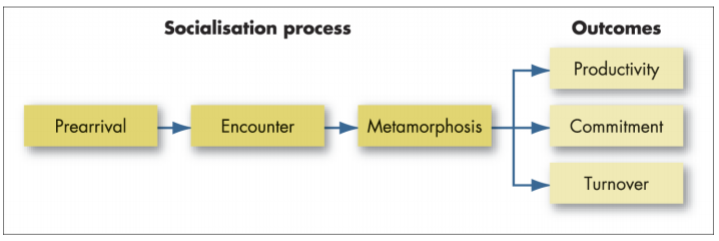 Socialisation process
Outcomes
Prearrival
Encounter
Metamorphosis
Productivity
Commitment
Turnover